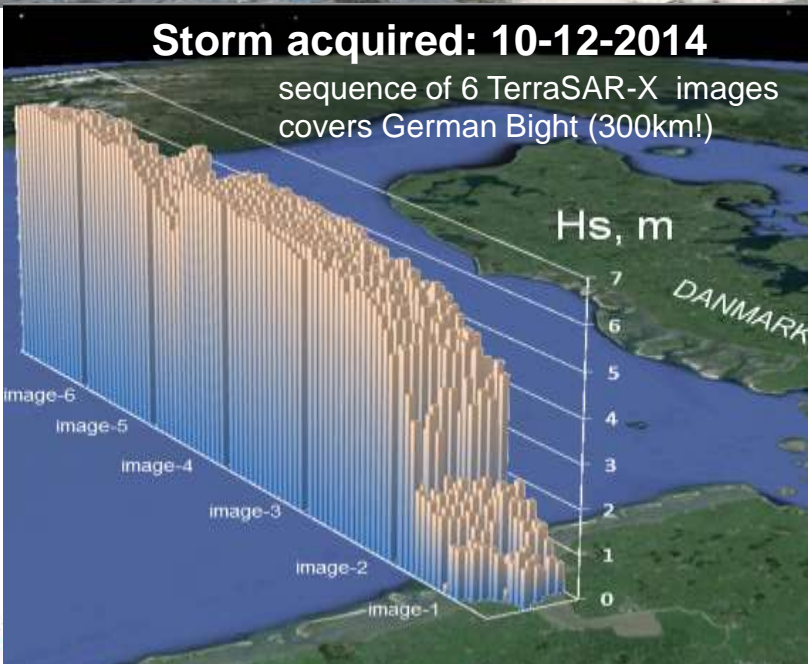 Storm acquired: 10-12-2014
sequence of 6 TerraSAR-X images
covers German Bight (300km!)
Hs, m
7
DANMARK
6
5
4
3
2
1
0
image-6
image-5
image-4
image-3
image-2
image-1